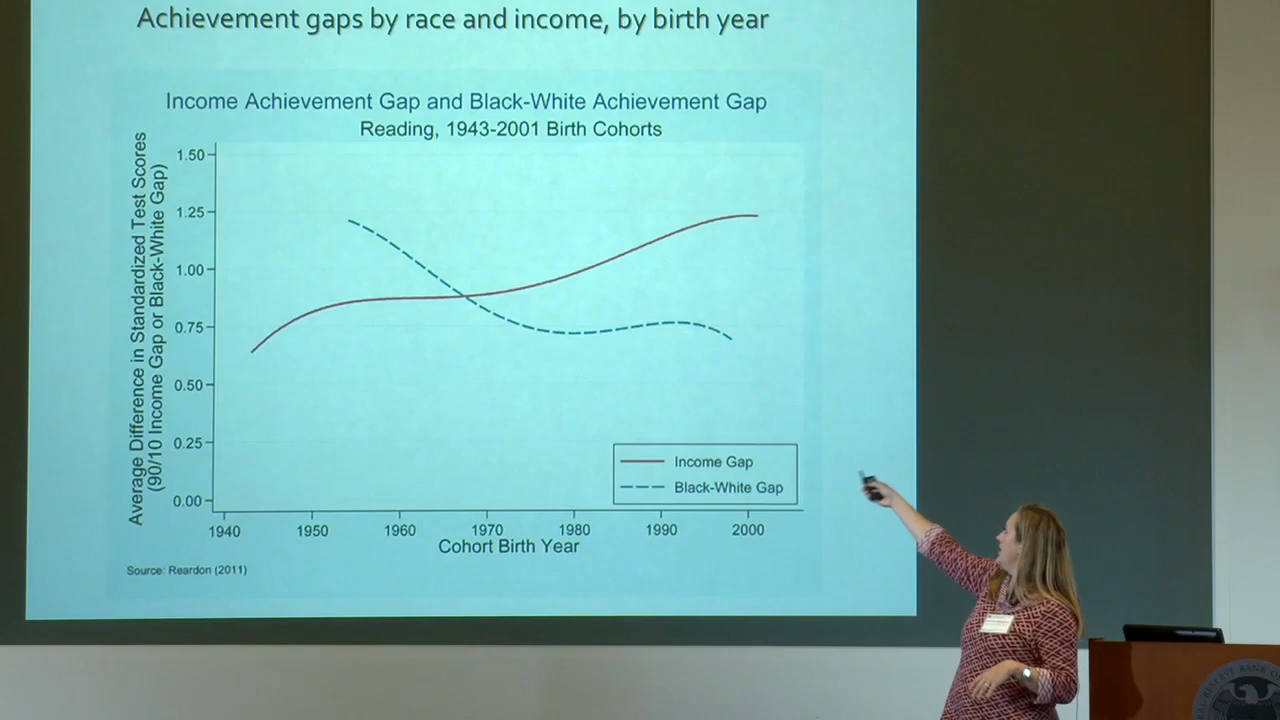 Achievement gaps by race and income, by birth year
Income Achievement Gap and Black-White Achievement Gap
Reading, 1943-2001 Birth Cohorts
Average Difference in Standardized Test Scores
(90/10 Income Gap or Black-White Gap)
1.50
1.25
1.00
0.75
0.50
0.25
0.00
Income Gap
Black-White Gap
1940 1950 1960 1970 1980 1990 2000
Cohort Birth Year
Source: Reardon (2011)
RESERVE BANK